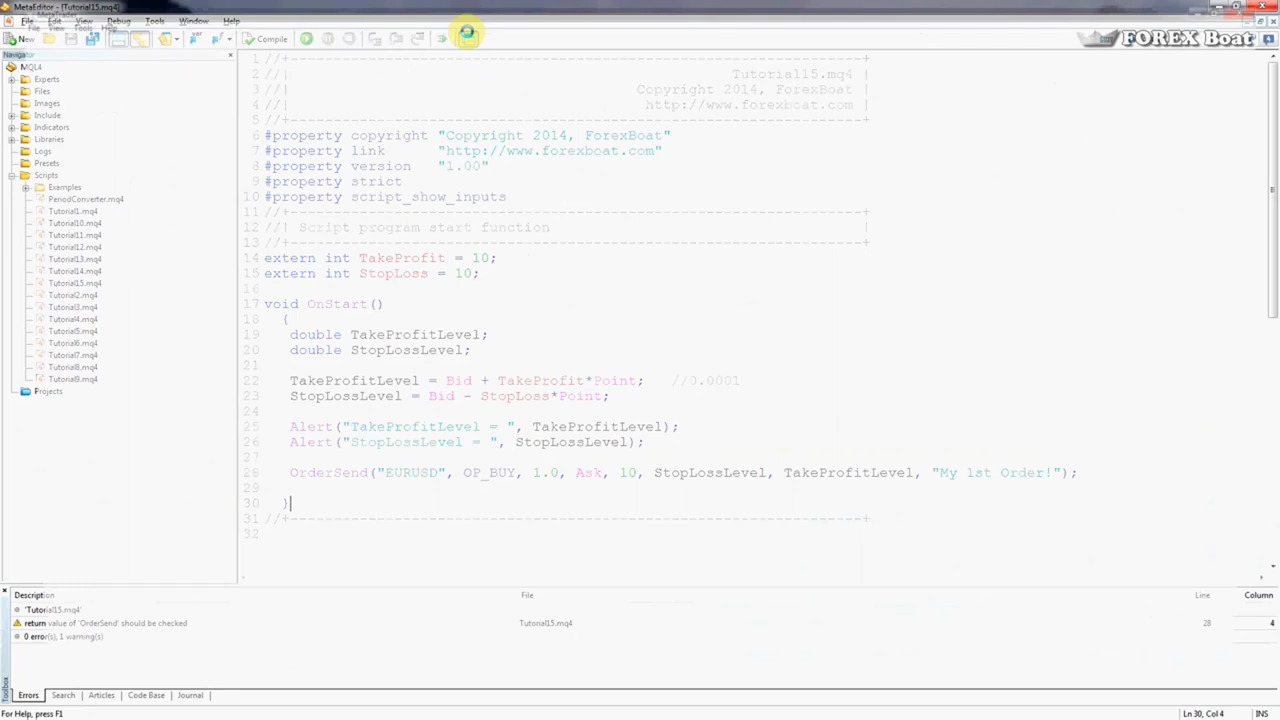 MetaEditor - [Tutorial15.mq4]
File Edit View Debug Tools Window Help
New Compile
FOREX Boat
Navigator
MQL4
Experts
Files
Images
Include
Indicators
Libraries
Logs
Presets
Scripts
Examples
PeriodConverter.mq4
Tutorial1.mq4
Tutorial10.mq4
Tutorial11.mq4
Tutorial12.mq4
Tutorial13.mq4
Tutorial14.mq4
Tutorial15.mq4
Tutorial2.mq4
Tutorial3.mq4
Tutorial4.mq4
Tutorial5.mq4
Tutorial6.mq4
Tutorial7.mq4
Tutorial8.mq4
Tutorial9.mq4
Projects
1 //+------------------------------------------------------------------+
2 //| Tutorial15.mq4 |
3 //| Copyright 2014, ForexBoat |
4 //| http://www.forexboat.com |
5 //+------------------------------------------------------------------+
6 #property copyright "Copyright 2014, ForexBoat"
7 #property link "http://www.forexboat.com"
8 #property version "1.00"
9 #property strict
10 #property script_show_inputs
11 //+------------------------------------------------------------------+
12 //| Script program start function |
13 //+------------------------------------------------------------------+
14 extern int TakeProfit = 10;
15 extern int StopLoss = 10;
16
17 void OnStart()
18 {
19 double TakeProfitLevel;
20 double StopLossLevel;
21
22 TakeProfitLevel = Bid + TakeProfit*Point; //0.0001
23 StopLossLevel = Bid - StopLoss*Point;
24
25 Alert("TakeProfitLevel = ", TakeProfitLevel);
26 Alert("StopLossLevel = ", StopLossLevel);
27
28 OrderSend("EURUSD", OP_BUY, 1.0, Ask, 10, StopLossLevel, TakeProfitLevel, "My 1st Order!");
29
30 }
31 //+------------------------------------------------------------------+
32
Description File Line Column
'Tutorial15.mq4'
return value of 'OrderSend' should be checked Tutorial15.mq4 28 4
0 error(s), 1 warning(s)
Toolbox
Errors Search Articles Code Base Journal
For Help, press F1 Ln 30, Col 4 INS